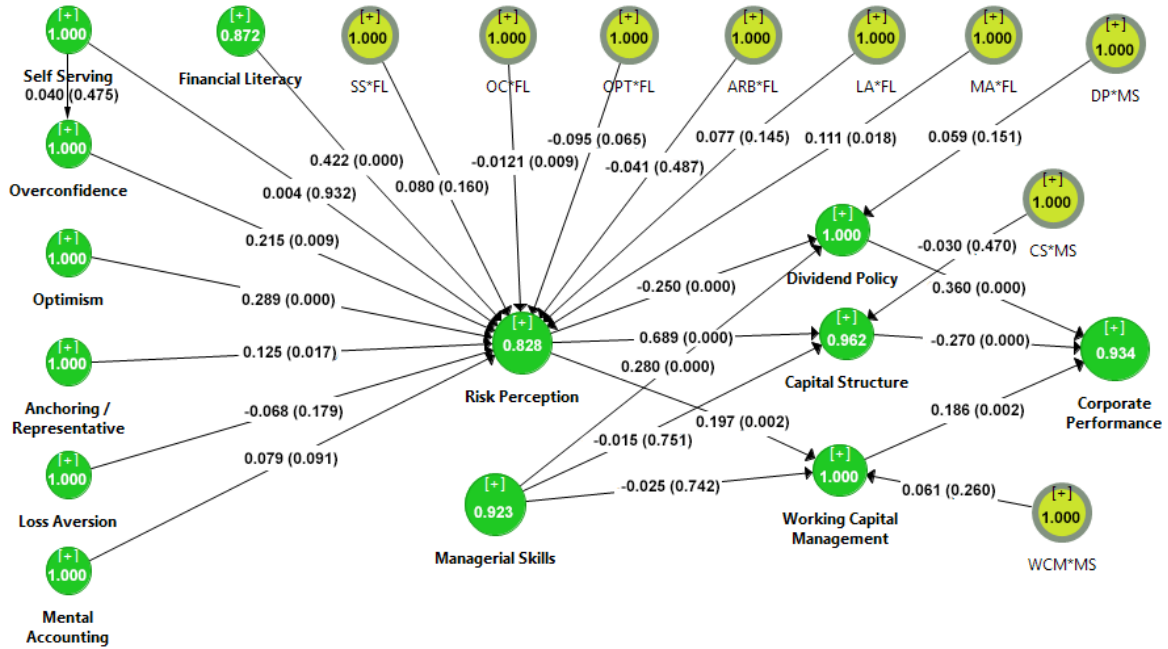 [+]
1.000
Self Serving
0.040 (0.475)
[+]
1.000
Overconfidence
[+]
1.000
Optimism
[+]
1.000
Anchoring /
Representative
[+]
1.000
Loss Aversion
[+]
1.000
Mental
Accounting
[+]
0.872
Financial Literacy
[+]
1.000
SS*FL
[+]
1.000
OC*FL
[+]
1.000
OPT*FL
[+]
1.000
ARB*FL
[+]
1.000
LA*FL
[+]
1.000
MA*FL
[+]
1.000
DP*MS
0.422 (0.000)
0.004 (0.932)
0.080 (0.160)
-0.0121 (0.009)
-0.095 (0.065)
-0.041 (0.487)
0.077 (0.145)
0.111 (0.018)
0.059 (0.151)
0.215 (0.009)
0.289 (0.000)
0.125 (0.017)
-0.068 (0.179)
0.079 (0.091)
[+]
0.828
Risk Perception
[+]
0.923
Managerial Skills
-0.250 (0.000)
0.689 (0.000)
0.280 (0.000)
0.197 (0.002)
-0.015 (0.751)
-0.025 (0.742)
[+]
1.000
Dividend Policy
[+]
0.962
Capital Structure
[+]
1.000
Working Capital
Management
[+]
1.000
CS*MS
-0.030 (0.470)
0.360 (0.000)
-0.270 (0.000)
0.186 (0.002)
0.061 (0.260)
[+]
0.934
Corporate
Performance
[+]
1.000
WCM*MS